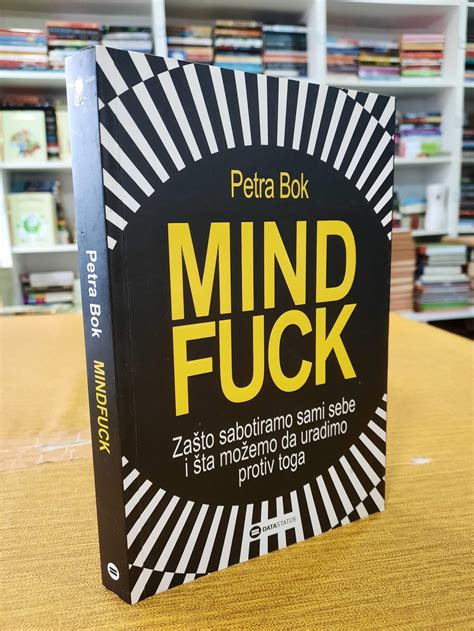 Petra Bok
MIND
FUCK
Zašto sabotiramo sami sebe
i šta možemo da uradimo
protiv toga
DATASTATUS
Petra Bok MINDFUCK